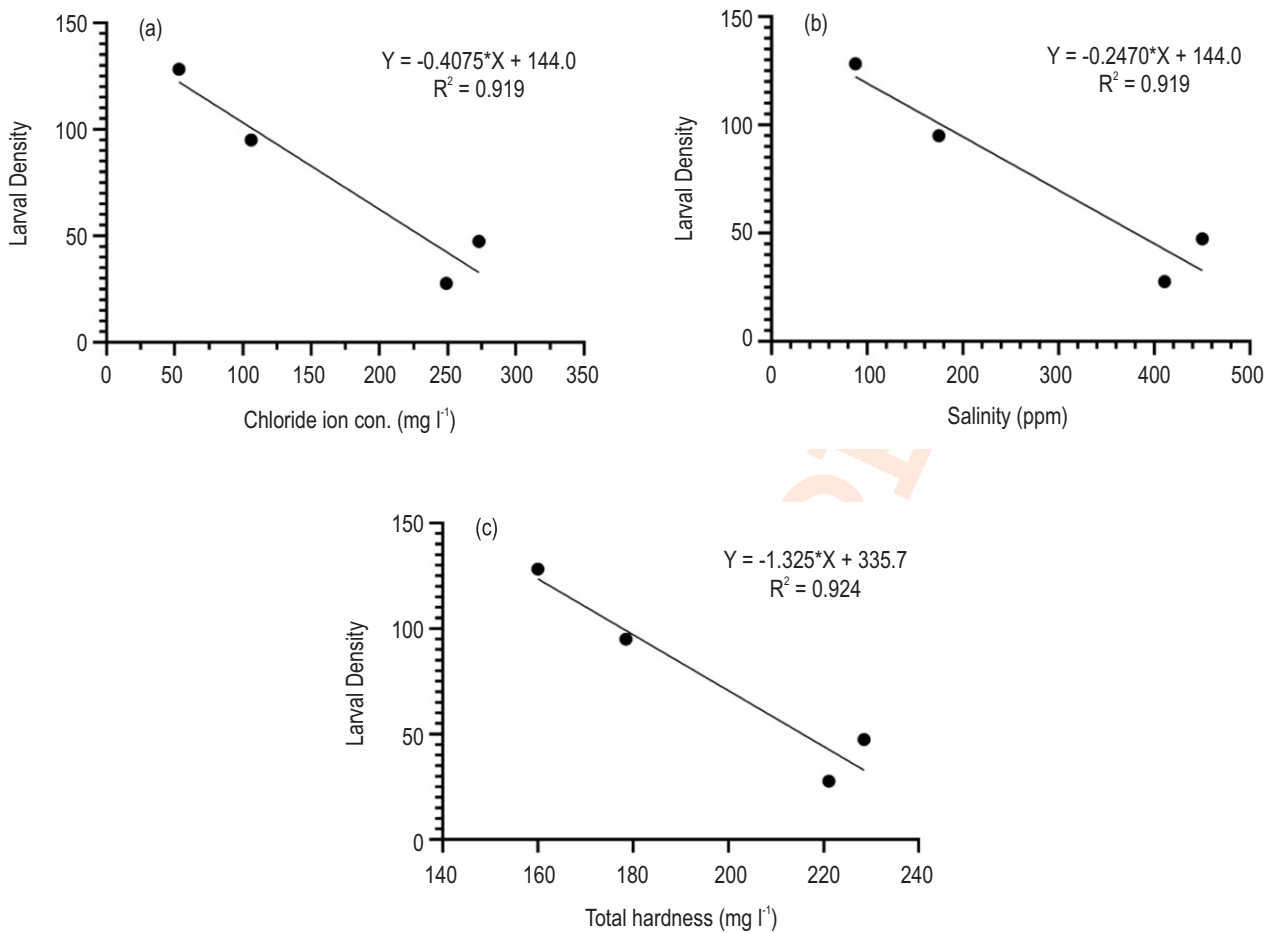 (a)
Y = -0.4075*X + 144.0
R² = 0.919
150
100
50
0
Larval Density
0 50 100 150 200 250 300 350
Chloride ion con. (mg l⁻¹)
(b)
Y = -0.2470*X + 144.0
R² = 0.919
150
100
50
0
Larval Density
0 100 200 300 400 500
Salinity (ppm)
(c)
Y = -1.325*X + 335.7
R² = 0.924
150
100
50
0
Larval Density
140 160 180 200 220 240
Total hardness (mg l⁻¹)